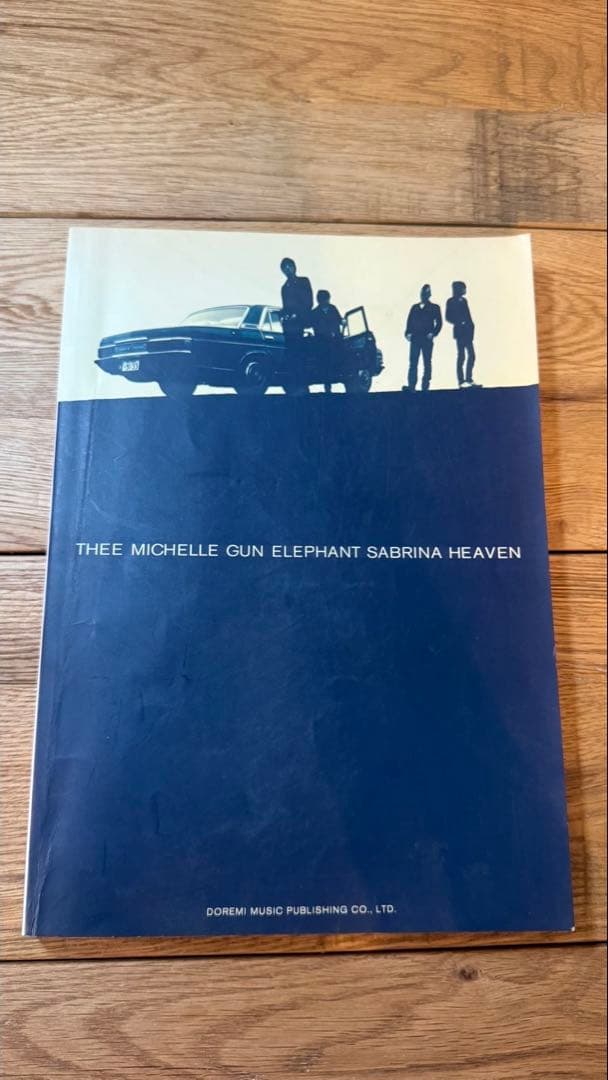 THEE MICHELLE GUN ELEPHANT SABRINA HEAVEN
DOREMI MUSIC PUBLISHING CO., LTD.